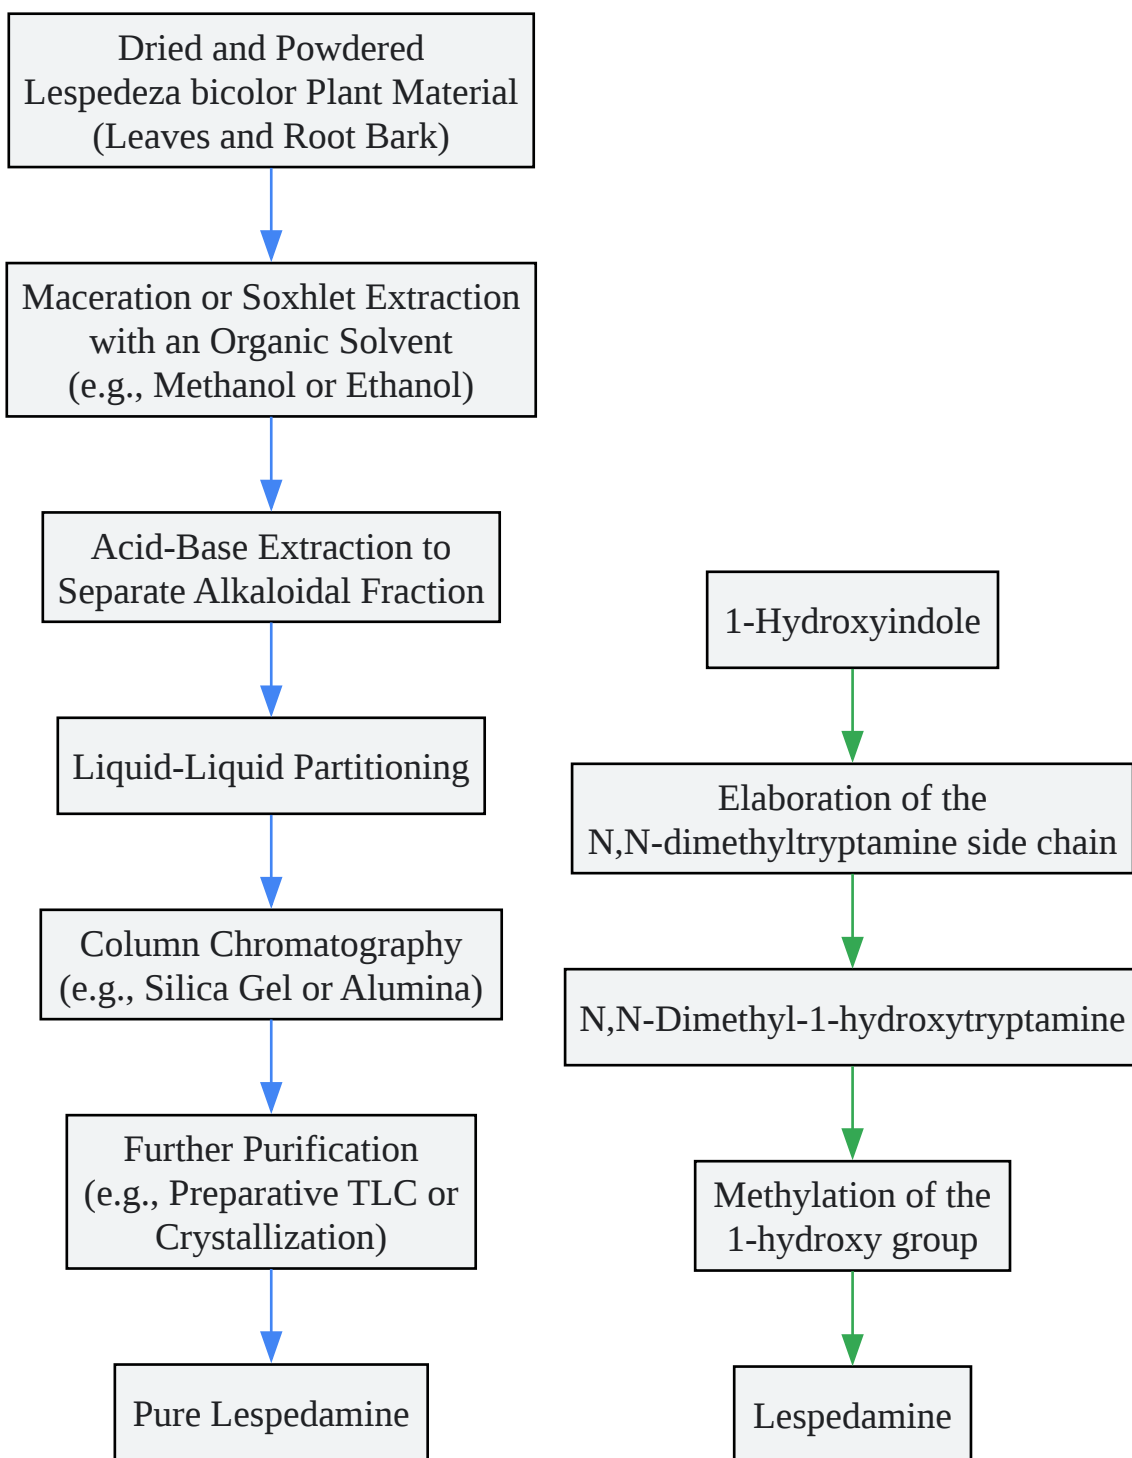 Dried and Powdered
Lespedeza bicolor Plant Material
(Leaves and Root Bark)
Maceration or Soxhlet Extraction
with an Organic Solvent
(e.g., Methanol or Ethanol)
Acid-Base Extraction to
Separate Alkaloidal Fraction
Liquid-Liquid Partitioning
Column Chromatography
(e.g., Silica Gel or Alumina)
Further Purification
(e.g., Preparative TLC or
Crystallization)
Pure Lespedamine
1-Hydroxyindole
Elaboration of the
N,N-dimethyltryptamine side chain
N,N-Dimethyl-1-hydroxytryptamine
Methylation of the
1-hydroxy group
Lespedamine